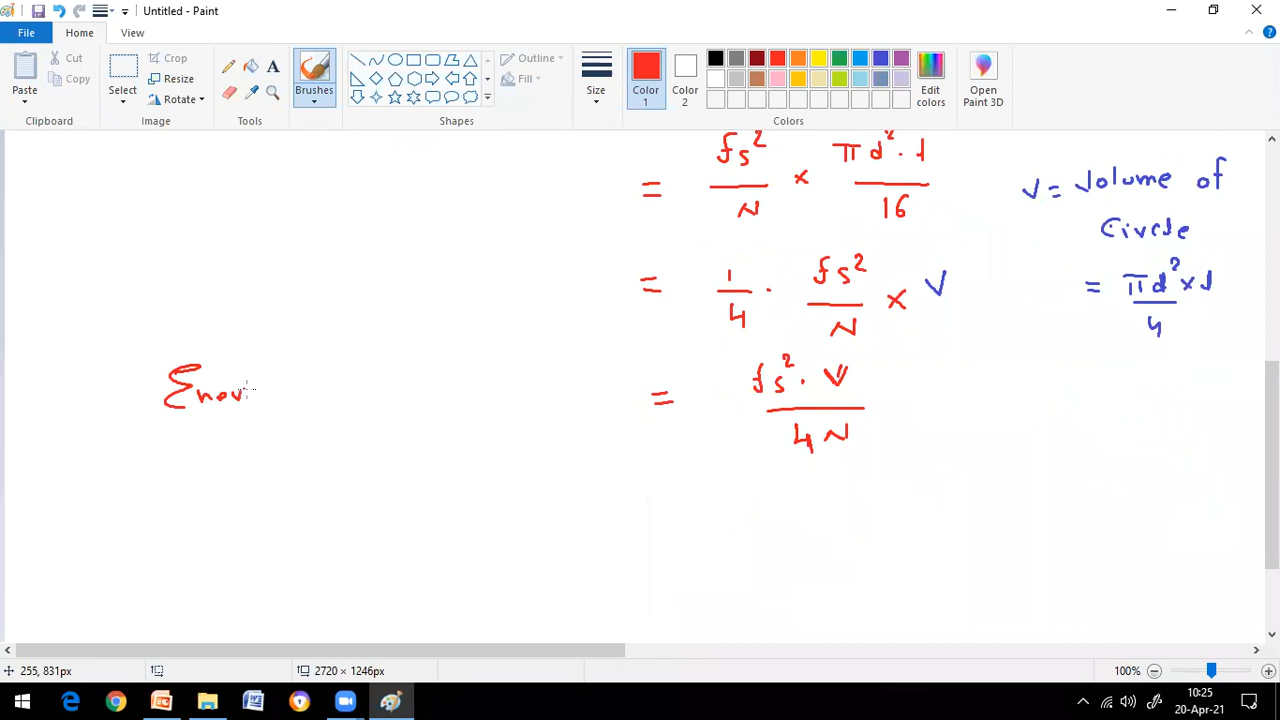 Untitled - Paint
File Home View
Paste
Cut
Copy
Clipboard
Select
Crop
Resize
Rotate
Image
Tools
Brushes
Shapes
Outline
Fill
Size
Color 1
Color 2
Colors
Edit colors
Open Paint 3D
= fs² / N × πd²·l / 16
V = Volume of
Circle
= πd² / 4 × l
= 1/4 · fs² / N × V
= fs² · V / 4N
255, 831px
2720 × 1246px
100%
10:25
20-Apr-21